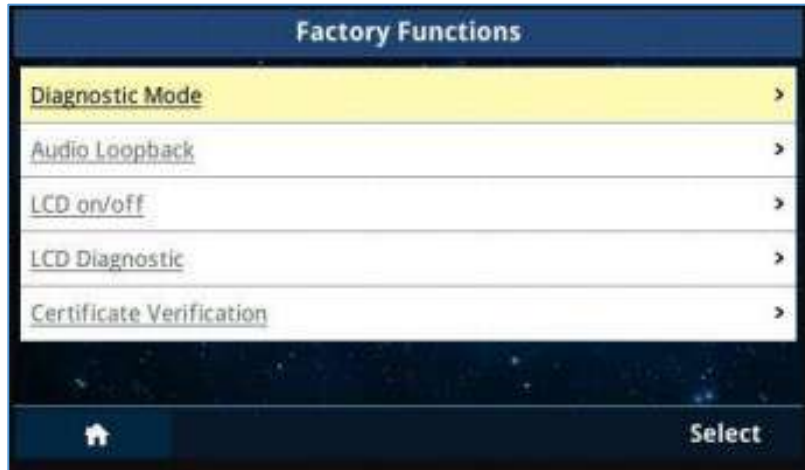 Factory Functions
Diagnostic Mode
Audio Loopback
LCD on/off
LCD Diagnostic
Certificate Verification
Select